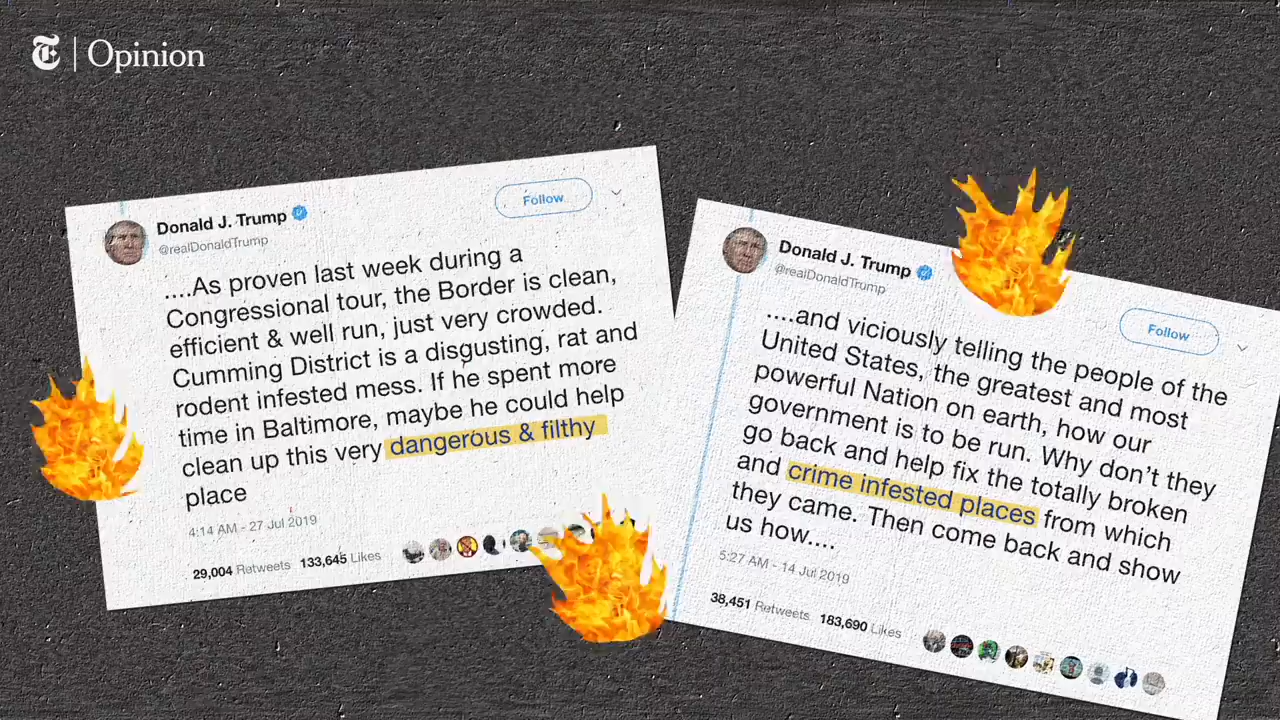 T | Opinion
Donald J. Trump
@realDonaldTrump
Follow
....As proven last week during a
Congressional tour, the Border is clean,
efficient & well run, just very crowded.
Cumming District is a disgusting, rat and
rodent infested mess. If he spent more
time in Baltimore, maybe he could help
clean up this very dangerous & filthy
place
4:14 AM - 27 Jul 2019
29,004 Retweets 133,645 Likes
Donald J. Trump
@realDonaldTrump
Follow
....and viciously telling the people of the
United States, the greatest and most
powerful Nation on earth, how our
government is to be run. Why don't they
go back and help fix the totally broken
and crime infested places from which
they came. Then come back and show
us how....
5:27 AM - 14 Jul 2019
38,451 Retweets 183,690 Likes